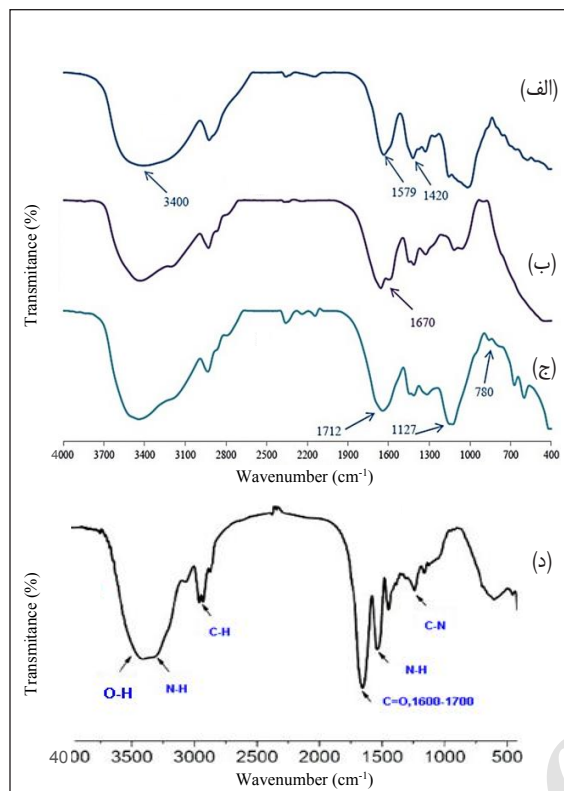 (الف)
3400
1579
1420
(ب)
1670
Transmitance (%)
(ج)
780
1712
1127
4000 3700 3400 3100 2800 2500 2200 1900 1600 1300 1000 700 400
Wavenumber (cm⁻¹)
(د)
Transmitance (%)
C-H
C-N
O-H
N-H
N-H
C=O,1600-1700
4000 3500 3000 2500 2000 1500 1000 500
Wavenumber (cm⁻¹)